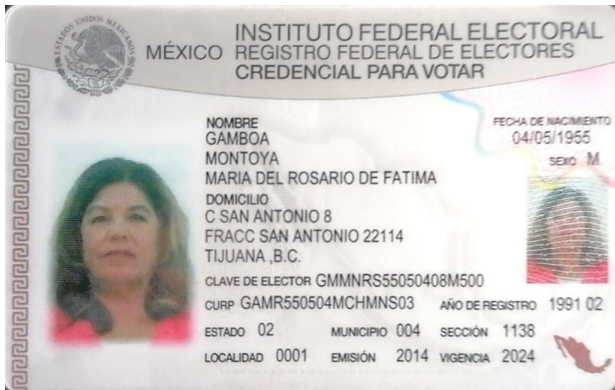 ESTADOS UNIDOS MEXICANOS
MÉXICO
INSTITUTO FEDERAL ELECTORAL
REGISTRO FEDERAL DE ELECTORES
CREDENCIAL PARA VOTAR
NOMBRE
GAMBOA
MONTOYA
MARIA DEL ROSARIO DE FATIMA
FECHA DE NACIMIENTO
04/05/1955
SEXO M
DOMICILIO
C SAN ANTONIO 8
FRACC SAN ANTONIO 22114
TIJUANA ,B.C.
CLAVE DE ELECTOR GMMNRS55050408M500
CURP GAMR550504MCHMNS03 AÑO DE REGISTRO 1991 02
ESTADO 02 MUNICIPIO 004 SECCIÓN 1138
LOCALIDAD 0001 EMISIÓN 2014 VIGENCIA 2024